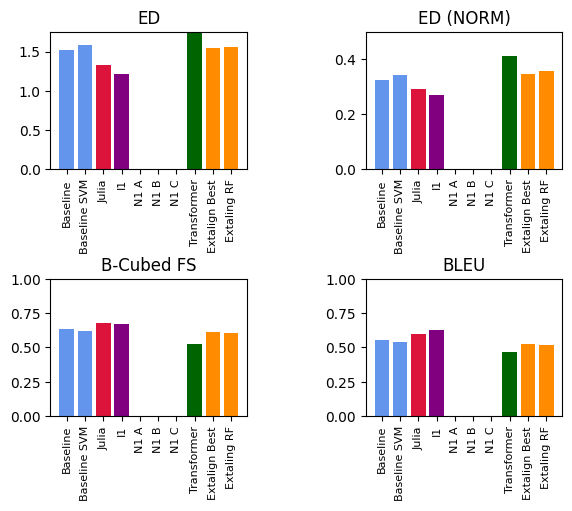 ED
1.5
1.0
0.5
0.0
Baseline
Baseline SVM
Julia
I1
N1 A
N1 B
N1 C
Transformer
Extalign Best
Extaling RF
ED (NORM)
0.4
0.2
0.0
Baseline
Baseline SVM
Julia
I1
N1 A
N1 B
N1 C
Transformer
Extalign Best
Extaling RF
B-Cubed FS
1.00
0.75
0.50
0.25
0.00
Baseline
Baseline SVM
Julia
I1
N1 A
N1 B
N1 C
Transformer
Extalign Best
Extaling RF
BLEU
1.00
0.75
0.50
0.25
0.00
Baseline
Baseline SVM
Julia
I1
N1 A
N1 B
N1 C
Transformer
Extalign Best
Extaling RF